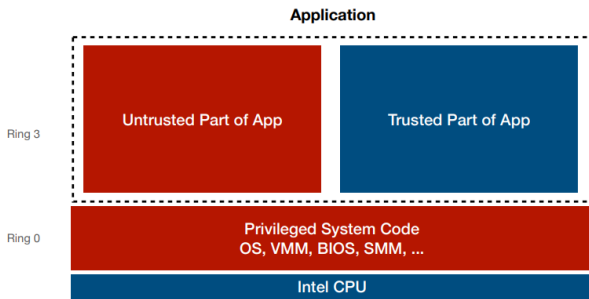 Application
Untrusted Part of App
Trusted Part of App
Ring 3
Privileged System Code
OS, VMM, BIOS, SMM, ...
Ring 0
Intel CPU